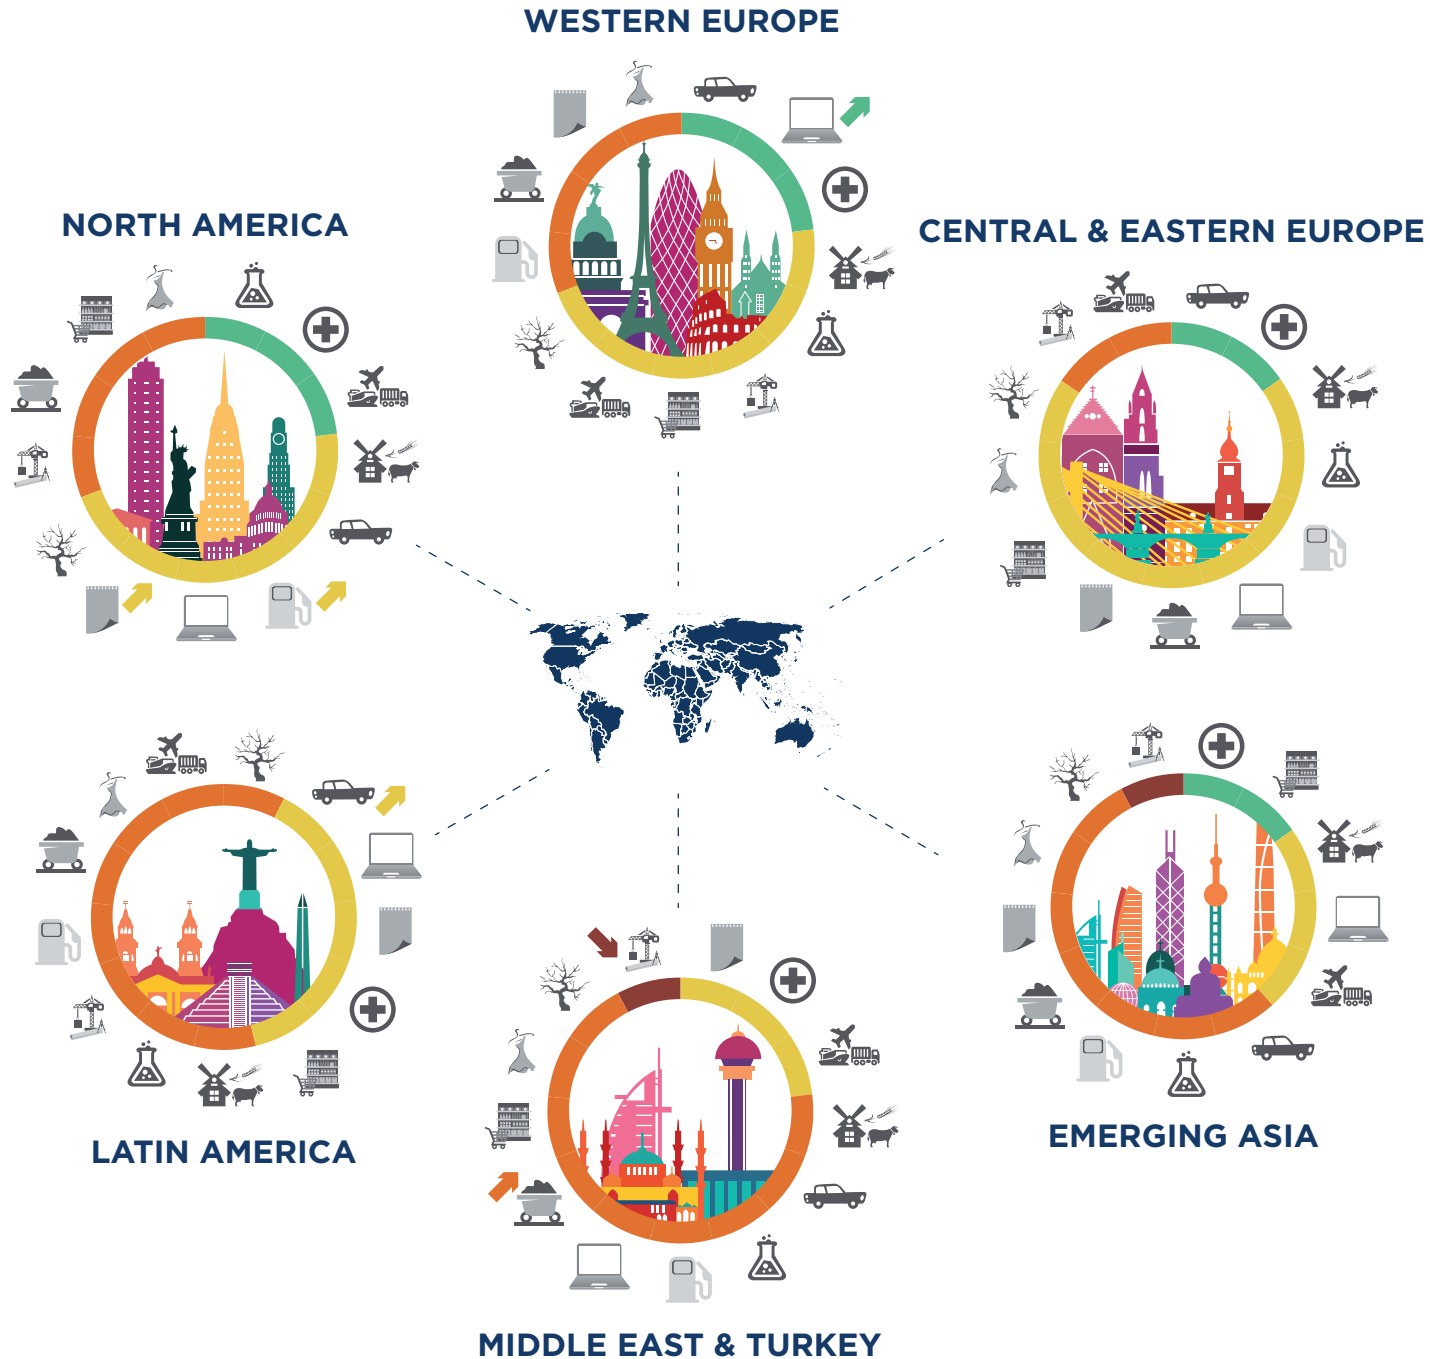 WESTERN EUROPE
NORTH AMERICA
CENTRAL & EASTERN EUROPE
LATIN AMERICA
EMERGING ASIA
MIDDLE EAST & TURKEY